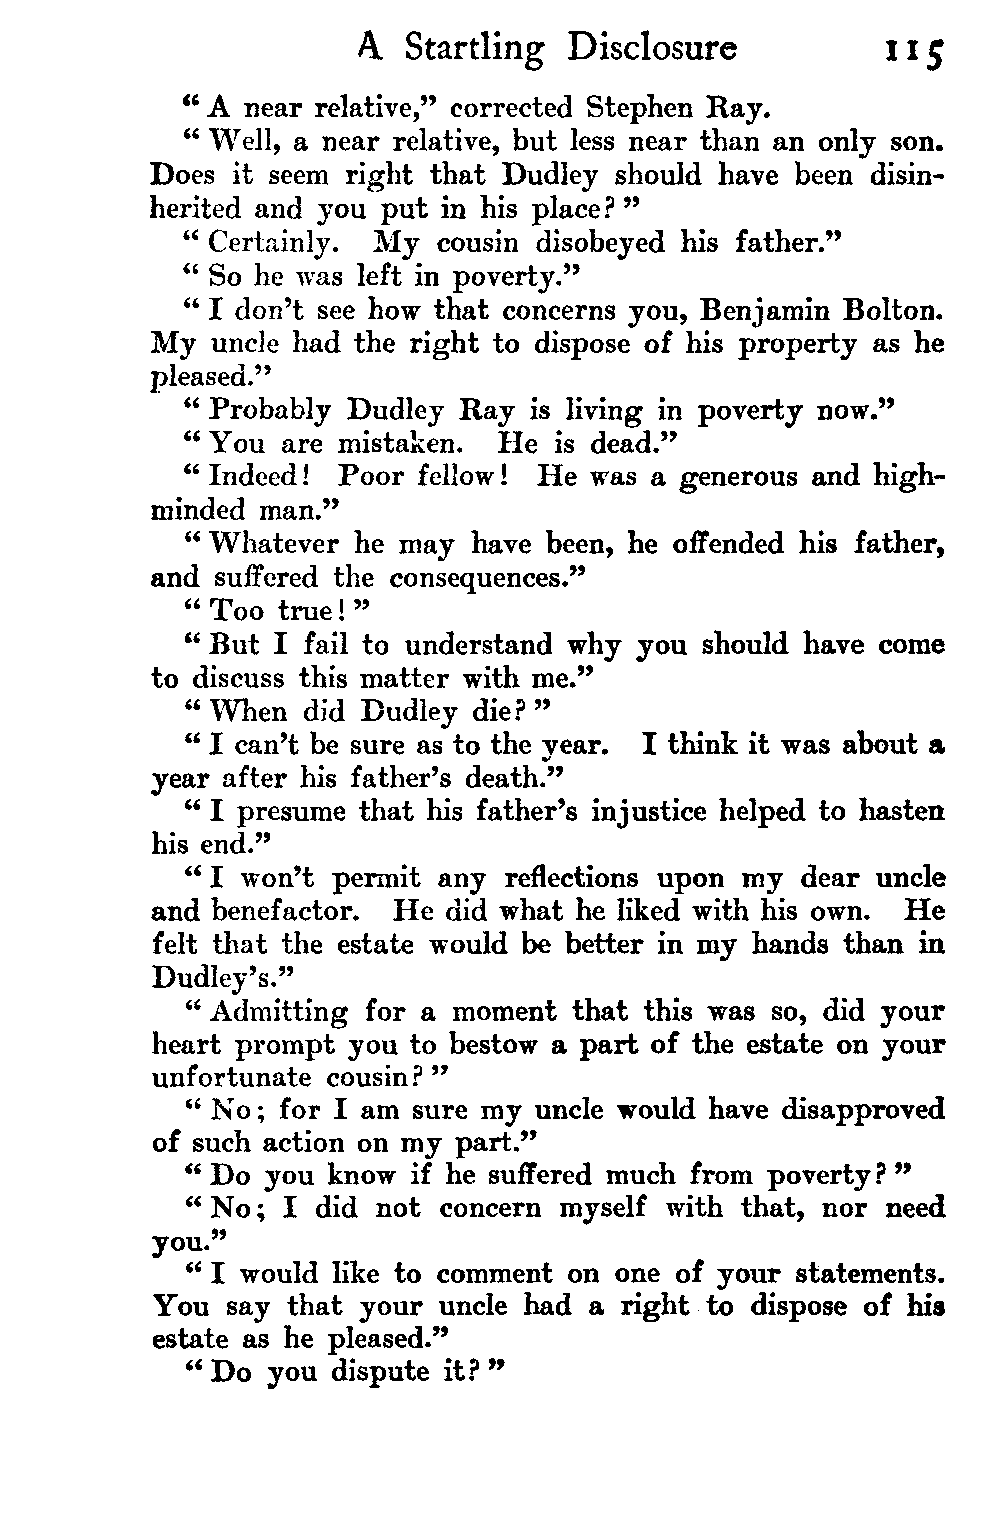 A Startling Disclosure 115
“ A near relative,” corrected Stephen Ray.
“ Well, a near relative, but less near than an only son.
Does it seem right that Dudley should have been disin-
herited and you put in his place? ”
“ Certainly. My cousin disobeyed his father.”
“ So he was left in poverty.”
“ I don’t see how that concerns you, Benjamin Bolton.
My uncle had the right to dispose of his property as he
pleased.”
“ Probably Dudley Ray is living in poverty now.”
“ You are mistaken. He is dead.”
“ Indeed! Poor fellow! He was a generous and high-
minded man.”
“ Whatever he may have been, he offended his father,
and suffered the consequences.”
“ Too true! ”
“ But I fail to understand why you should have come
to discuss this matter with me.”
“ When did Dudley die? ”
“ I can’t be sure as to the year. I think it was about a
year after his father’s death.”
“ I presume that his father’s injustice helped to hasten
his end.”
“ I won’t permit any reflections upon my dear uncle
and benefactor. He did what he liked with his own. He
felt that the estate would be better in my hands than in
Dudley’s.”
“ Admitting for a moment that this was so, did your
heart prompt you to bestow a part of the estate on your
unfortunate cousin? ”
“ No; for I am sure my uncle would have disapproved
of such action on my part.”
“ Do you know if he suffered much from poverty? ”
“ No; I did not concern myself with that, nor need
you.”
“ I would like to comment on one of your statements.
You say that your uncle had a right to dispose of his
estate as he pleased.”
“ Do you dispute it? ”